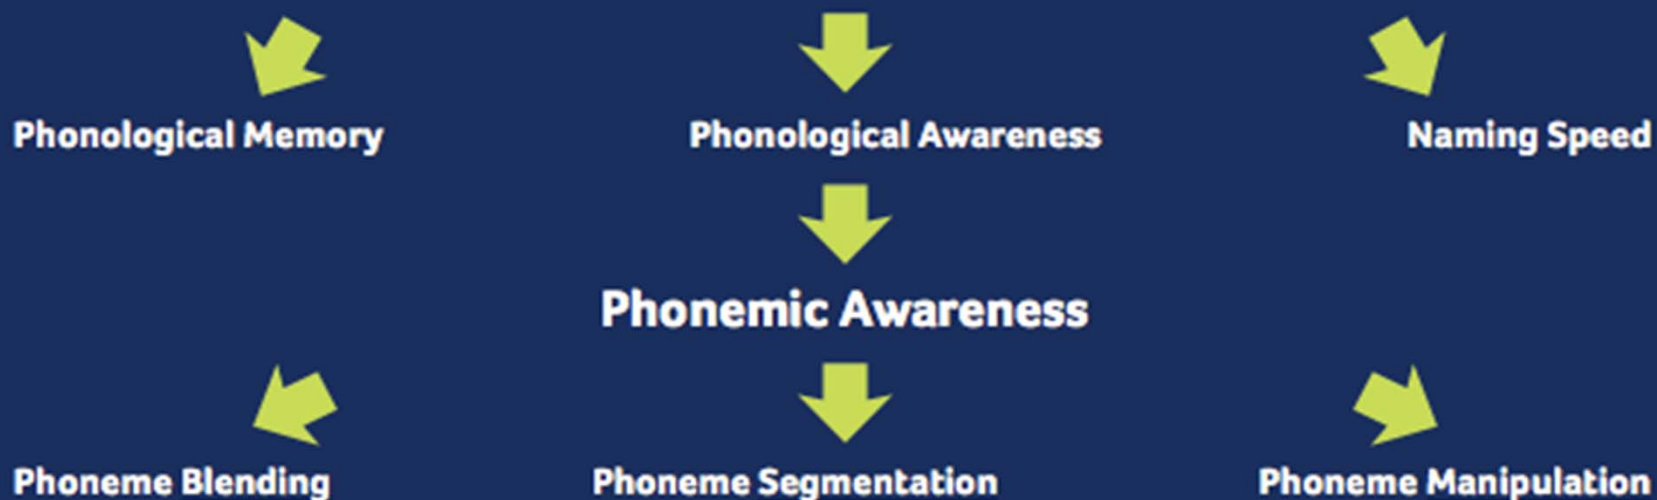 Phonological Memory
Phonological Awareness
Naming Speed
Phonemic Awareness
Phoneme Blending
Phoneme Segmentation
Phoneme Manipulation